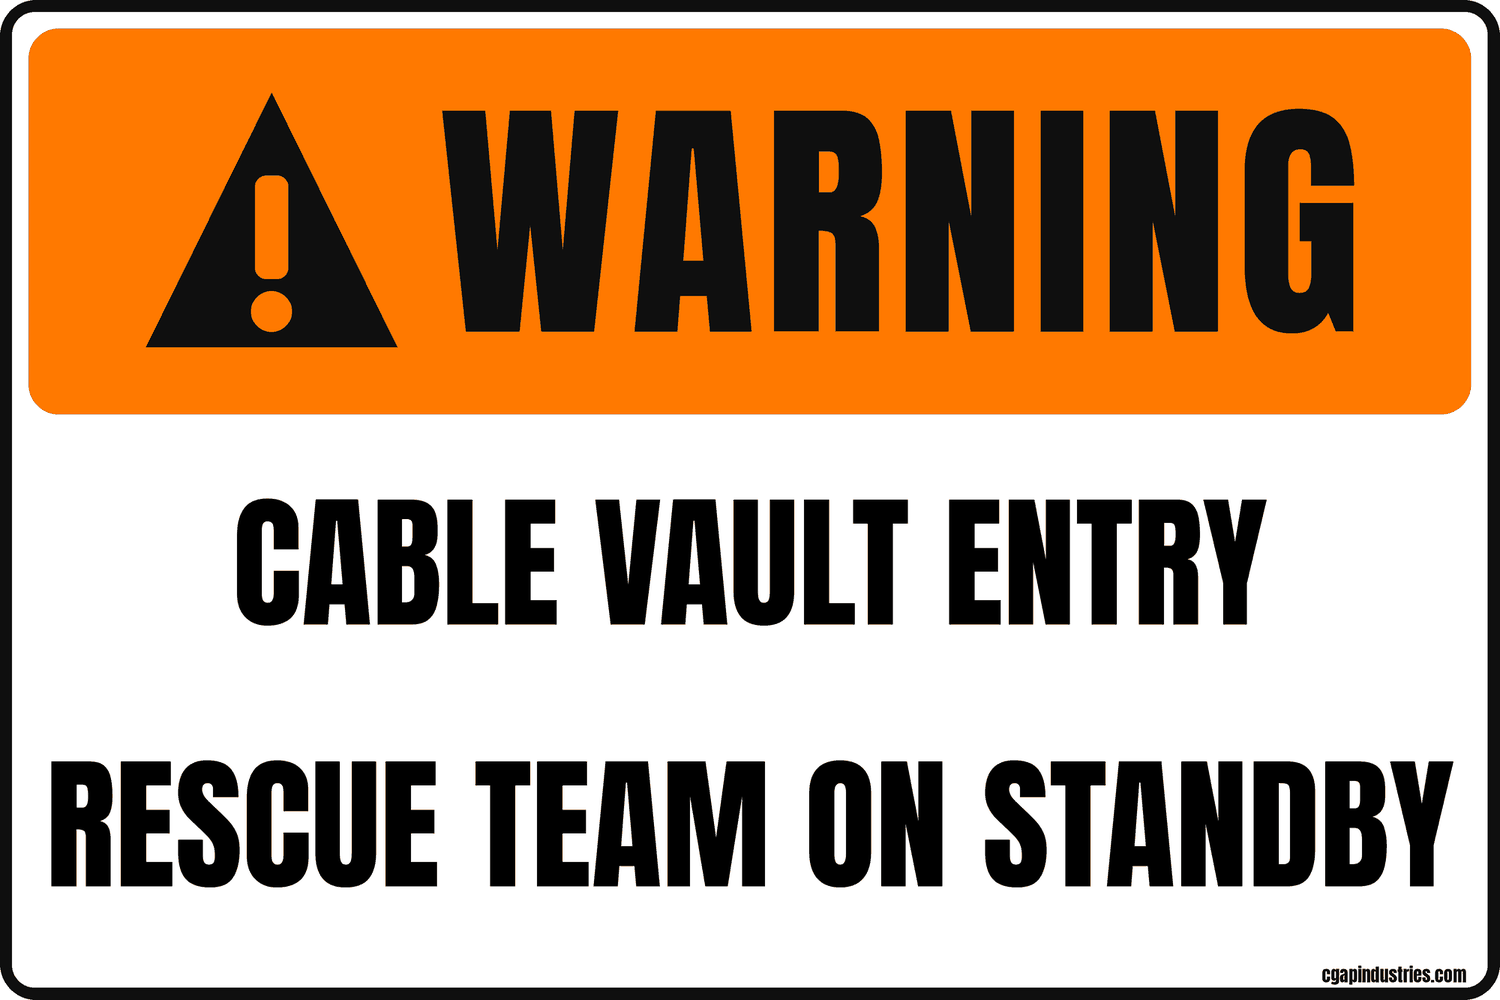 WARNING
CABLE VAULT ENTRY
RESCUE TEAM ON STANDBY
cgapindustries.com